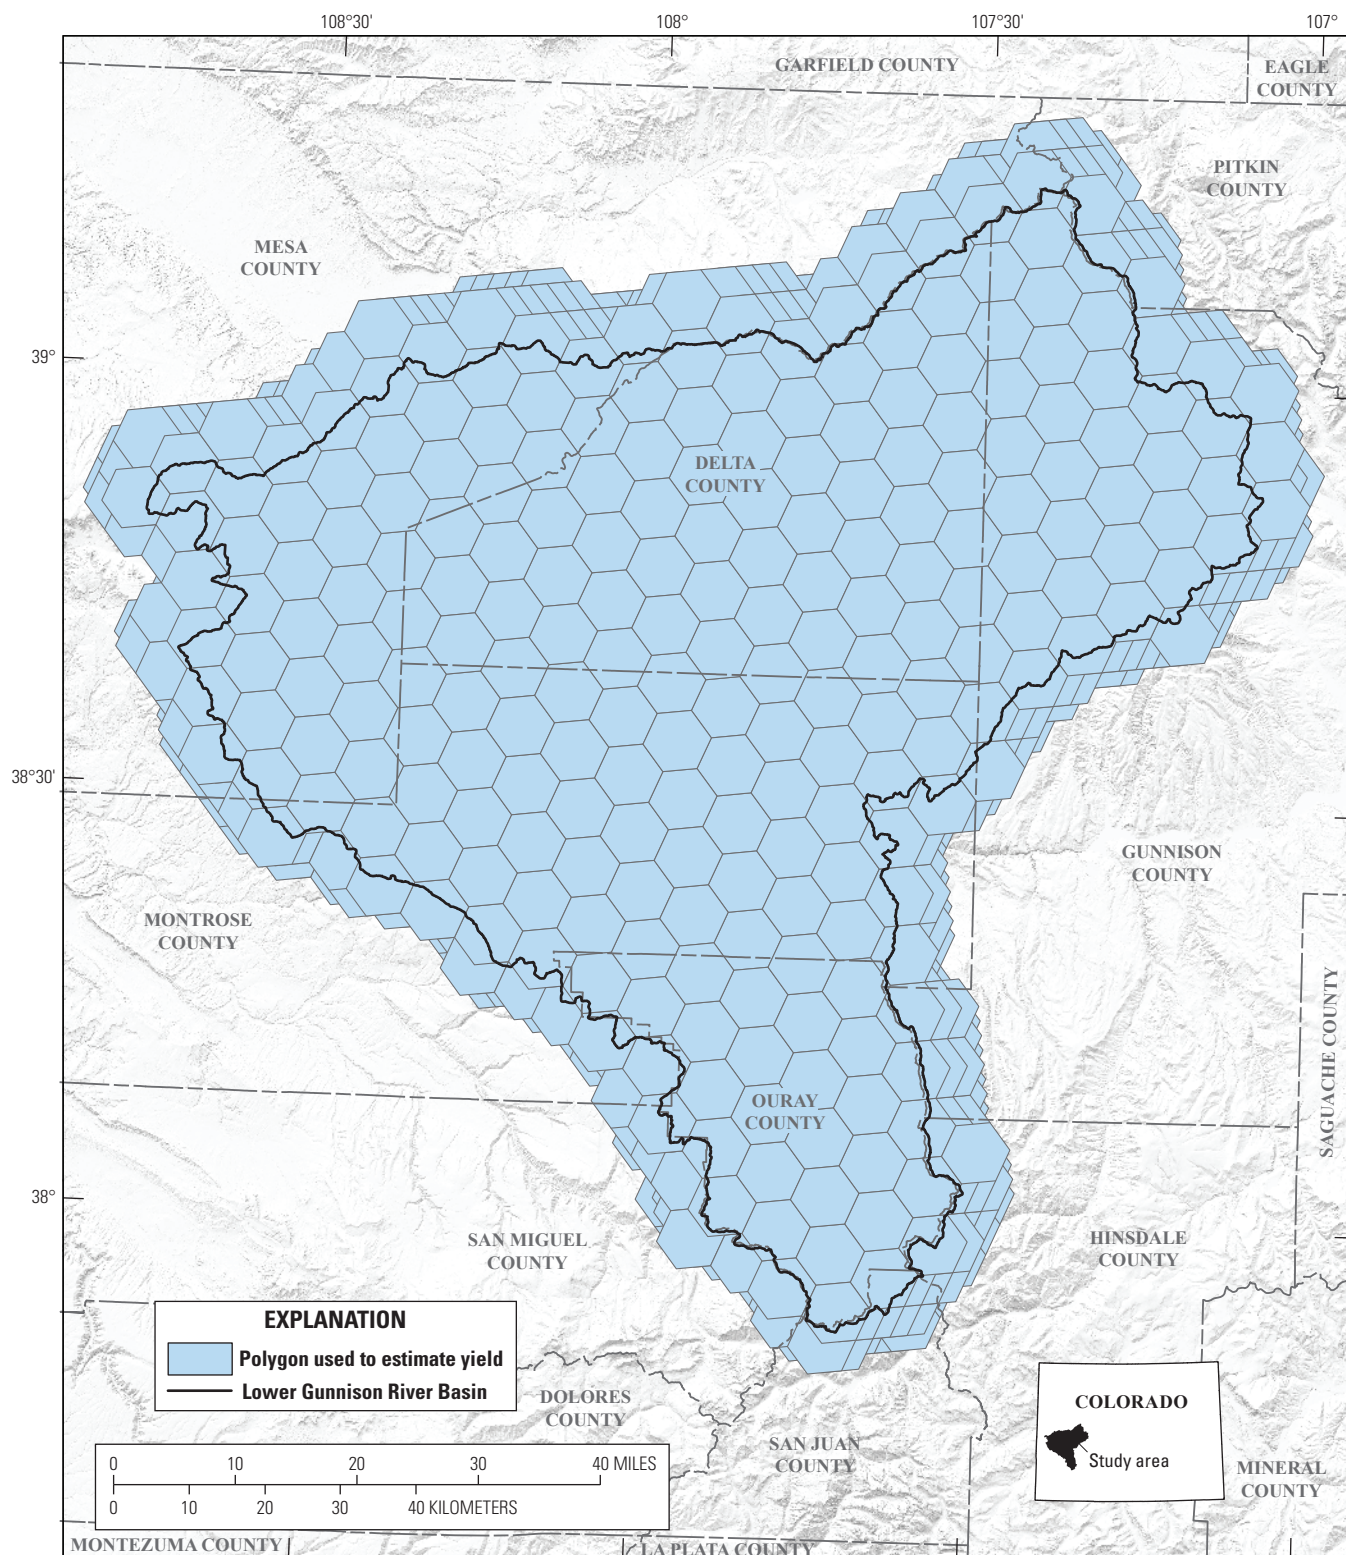 108°30'
108°
107°30'
107°
GARFIELD COUNTY
EAGLE
COUNTY
PITKIN
COUNTY
MESA
COUNTY
39°
DELTA
COUNTY
38°30'
GUNNISON
COUNTY
MONTROSE
COUNTY
SAGUACHE COUNTY
OURAY
COUNTY
38°
SAN MIGUEL
COUNTY
HINSDALE
COUNTY
EXPLANATION
Polygon used to estimate yield
Lower Gunnison River Basin
DOLORES
COUNTY
COLORADO
Study area
SAN JUAN
COUNTY
MINERAL
COUNTY
0 10 20 30 40 MILES
0 10 20 30 40 KILOMETERS
MONTEZUMA COUNTY
LA PLATA COUNTY